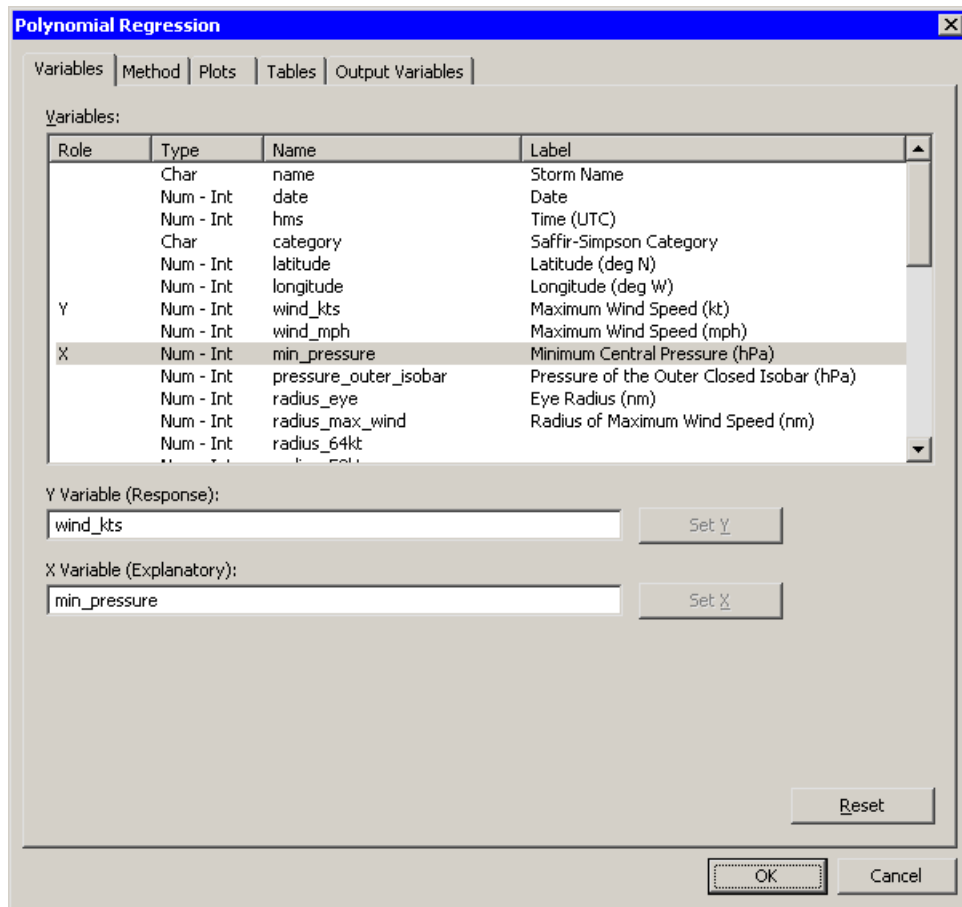 Polynomial Regression
Variables Method Plots Tables Output Variables
Variables:
Role Type Name Label
Char name Storm Name
Num - Int date Date
Num - Int hms Time (UTC)
Char category Saffir-Simpson Category
Num - Int latitude Latitude (deg N)
Num - Int longitude Longitude (deg W)
Y Num - Int wind_kts Maximum Wind Speed (kt)
Num - Int wind_mph Maximum Wind Speed (mph)
X Num - Int min_pressure Minimum Central Pressure (hPa)
Num - Int pressure_outer_isobar Pressure of the Outer Closed Isobar (hPa)
Num - Int radius_eye Eye Radius (nm)
Num - Int radius_max_wind Radius of Maximum Wind Speed (nm)
Num - Int radius_64kt
Y Variable (Response):
wind_kts Set Y
X Variable (Explanatory):
min_pressure Set X
Reset
OK Cancel